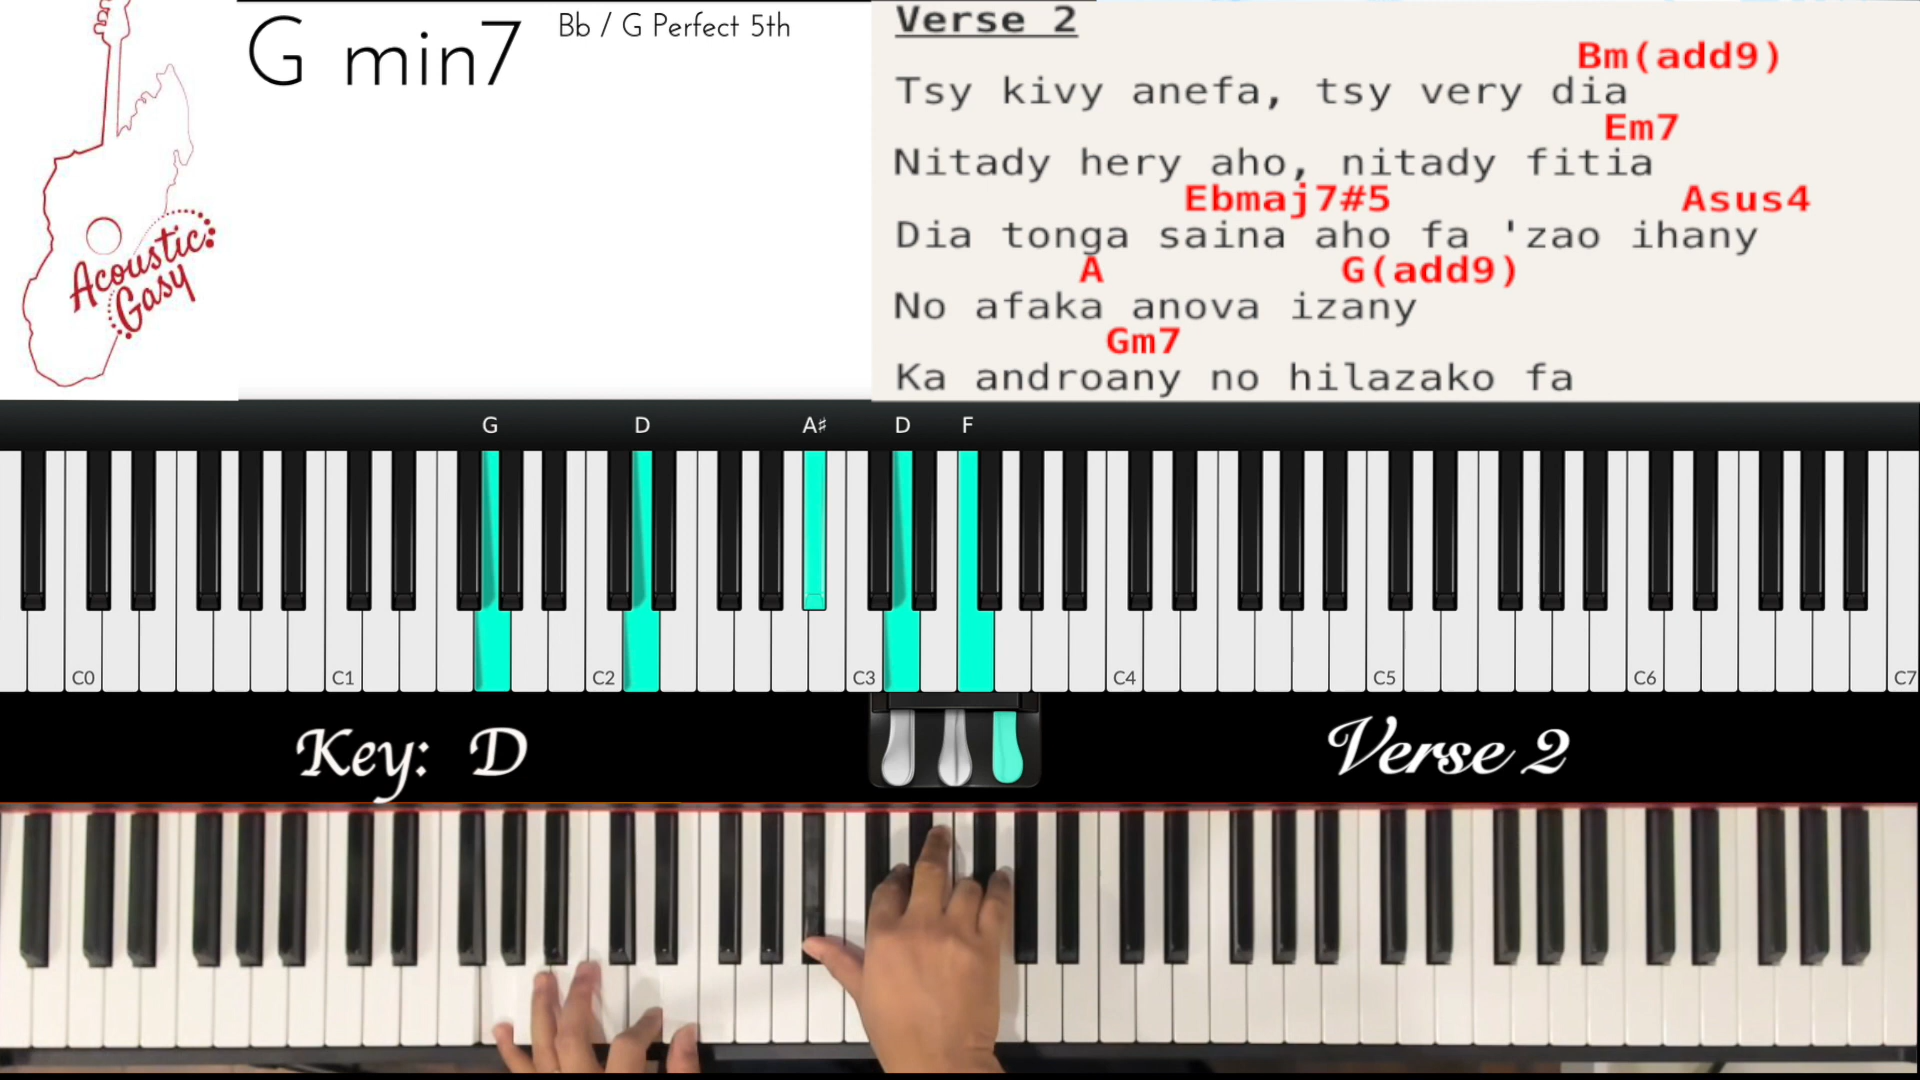 G min7
Bb / G Perfect 5th
Acoustic
Gasy
Verse 2
Bm(add9)
Tsy kivy anefa, tsy very dia
Em7
Nitady hery aho, nitady fitia
Ebmaj7#5 Asus4
Dia tonga saina aho fa 'zao ihany
A G(add9)
No afaka anova izany
Gm7
Ka androany no hilazako fa
G D A♯ D F
C0 C1 C2 C3 C4 C5 C6 C7
Key: D
Verse 2